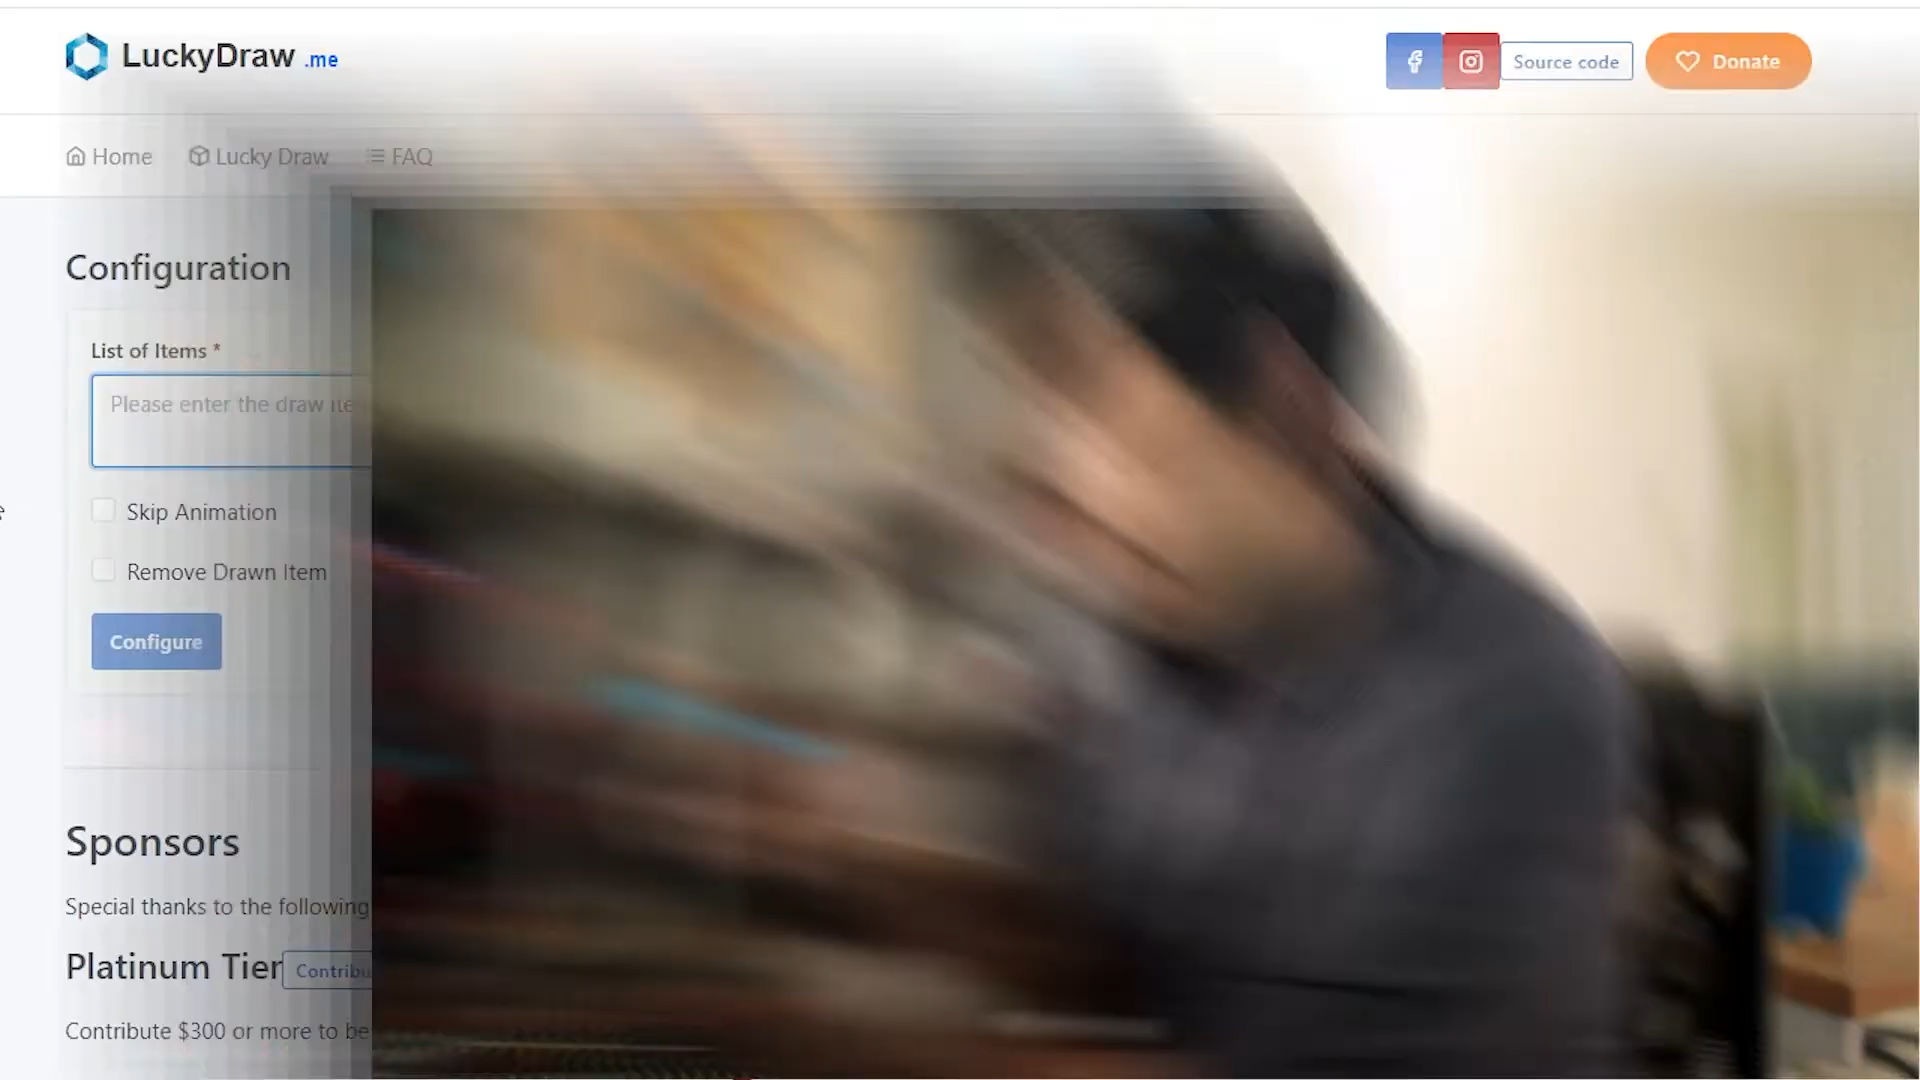 LuckyDraw .me
Source code
Donate
Home
Lucky Draw
FAQ
Configuration
List of Items *
Please enter the draw
Skip Animation
Remove Drawn Item
Configure
Sponsors
Special thanks to the following
Platinum Tier
Contribute $300 or more to